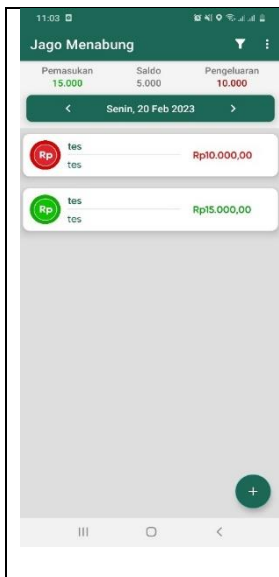 11:03
Jago Menabung
Pemasukan Saldo Pengeluaran
15.000 5.000 10.000
< Senin, 20 Feb 2023 >
tes
Rp Rp10.000,00
tes
tes
Rp Rp15.000,00
tes
+